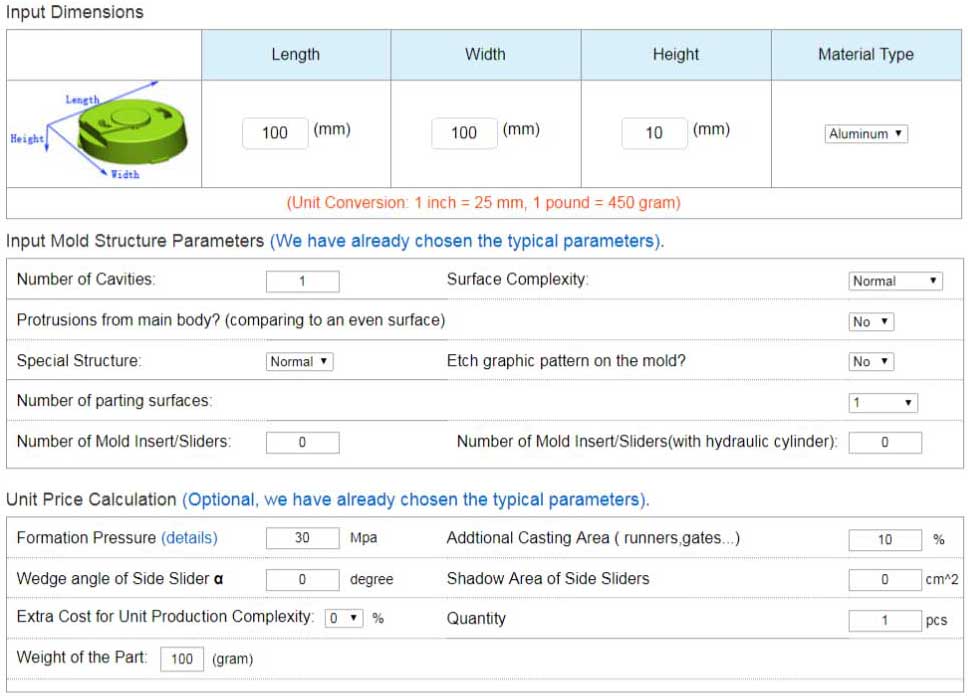 Input Dimensions
Length Width Height Material Type
Length
Height
Width
100 (mm) 100 (mm) 10 (mm) Aluminum
(Unit Conversion: 1 inch = 25 mm, 1 pound = 450 gram)
Input Mold Structure Parameters (We have already chosen the typical parameters).
Number of Cavities: 1 Surface Complexity: Normal
Protrusions from main body? (comparing to an even surface) No
Special Structure: Normal Etch graphic pattern on the mold? No
Number of parting surfaces: 1
Number of Mold Insert/Sliders: 0 Number of Mold Insert/Sliders(with hydraulic cylinder): 0
Unit Price Calculation (Optional, we have already chosen the typical parameters).
Formation Pressure (details) 30 Mpa Addtional Casting Area ( runners,gates...) 10 %
Wedge angle of Side Slider α 0 degree Shadow Area of Side Sliders 0 cm^2
Extra Cost for Unit Production Complexity: 0 % Quantity 1 pcs
Weight of the Part: 100 (gram)